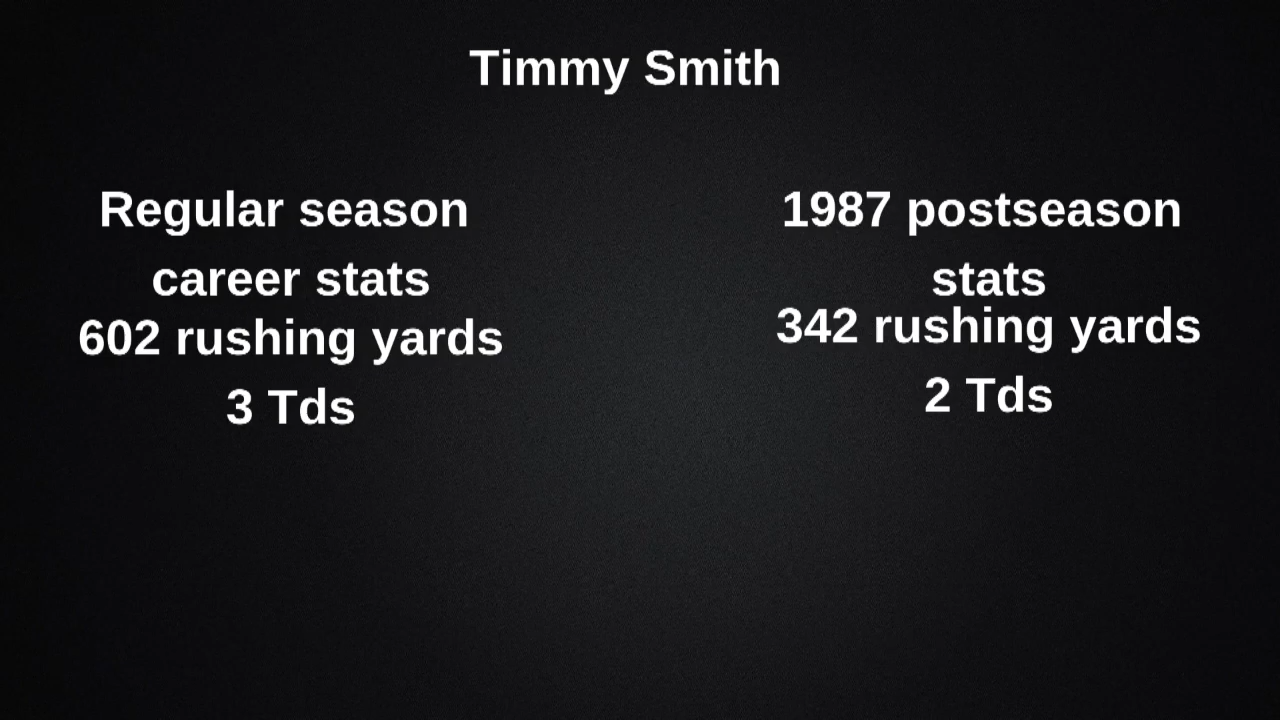 Timmy Smith
Regular season
career stats
602 rushing yards
3 Tds
1987 postseason
stats
342 rushing yards
2 Tds